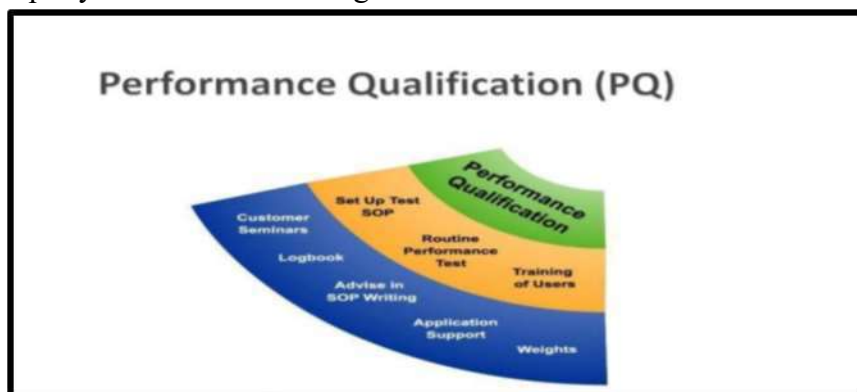 Performance Qualification (PQ)
Performance
Qualification
Set Up Test
SOP
Routine
Performance
Test
Training
of Users
Customer
Seminars
Logbook
Advise in
SOP Writing
Application
Support
Weights